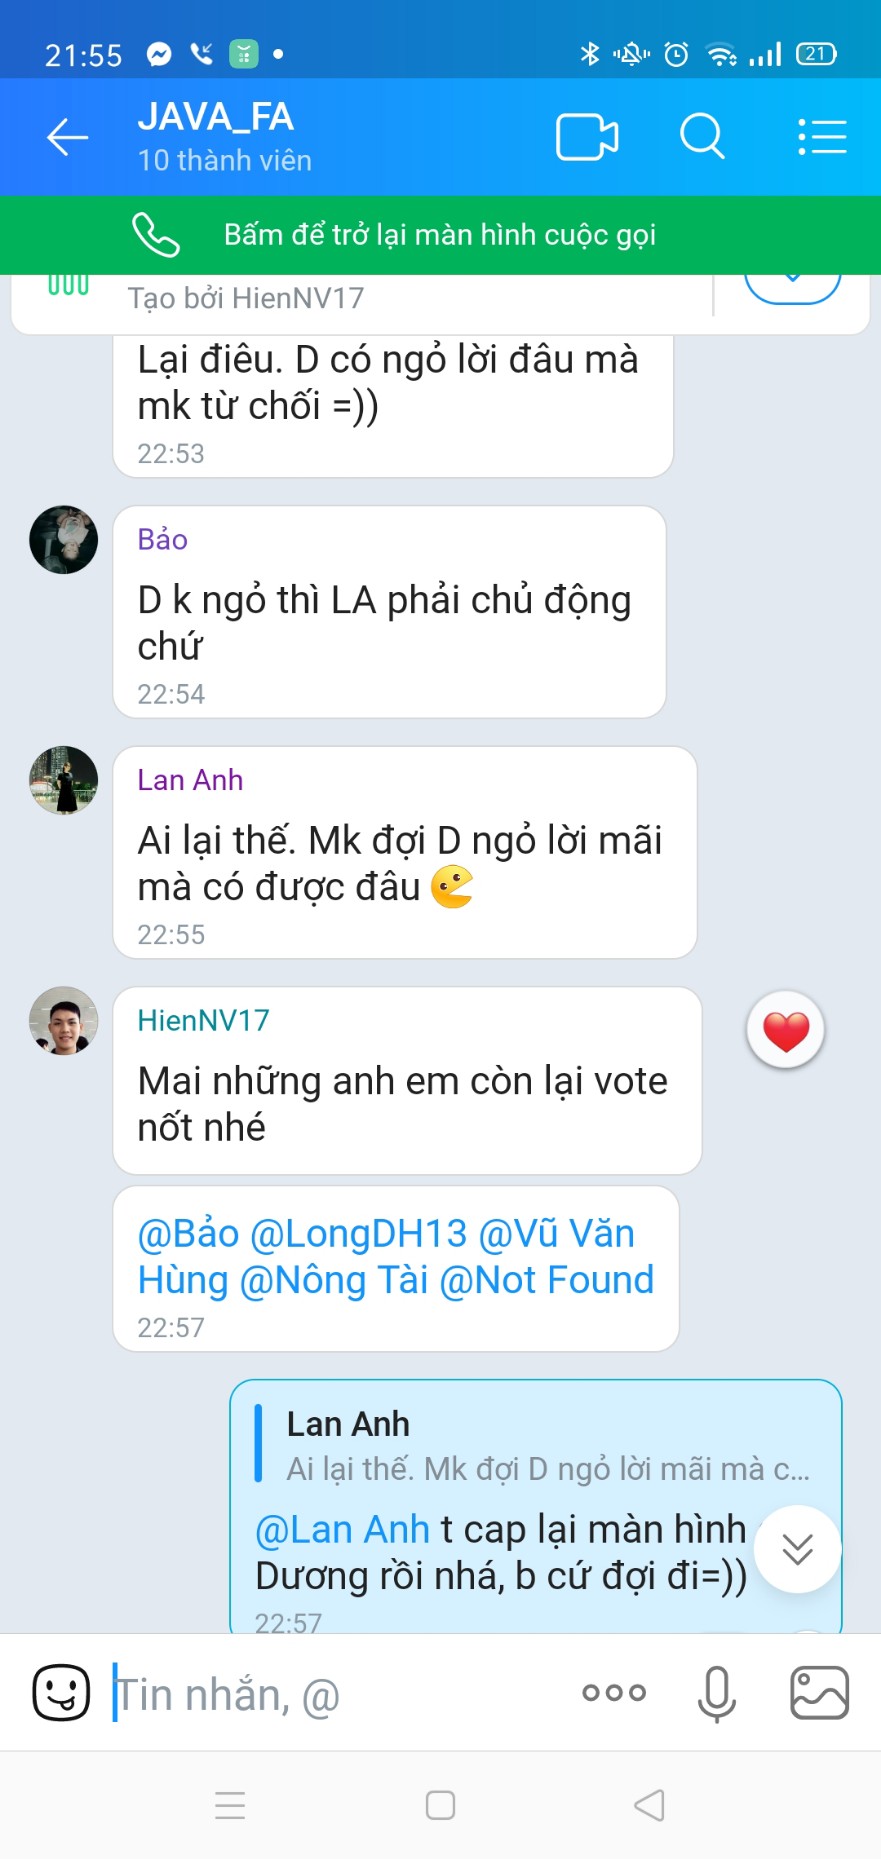 21:55
21
JAVA_FA
10 thành viên
Bấm để trở lại màn hình cuộc gọi
Tạo bởi HienNV17
Lại điêu. D có ngỏ lời đâu mà
mk từ chối =))
22:53
Bảo
D k ngỏ thì LA phải chủ động
chứ
22:54
Lan Anh
Ai lại thế. Mk đợi D ngỏ lời mãi
mà có được đâu
22:55
HienNV17
Mai những anh em còn lại vote
nốt nhé
@Bảo @LongDH13 @Vũ Văn
Hùng @Nông Tài @Not Found
22:57
Lan Anh
Ai lại thế. Mk đợi D ngỏ lời mãi mà c...
@Lan Anh t cap lại màn hình
Dương rồi nhá, b cứ đợi đi=))
22:57
Tin nhắn, @